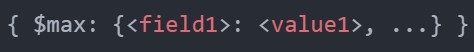 { $max: {<field1>: <value1>, ...} }